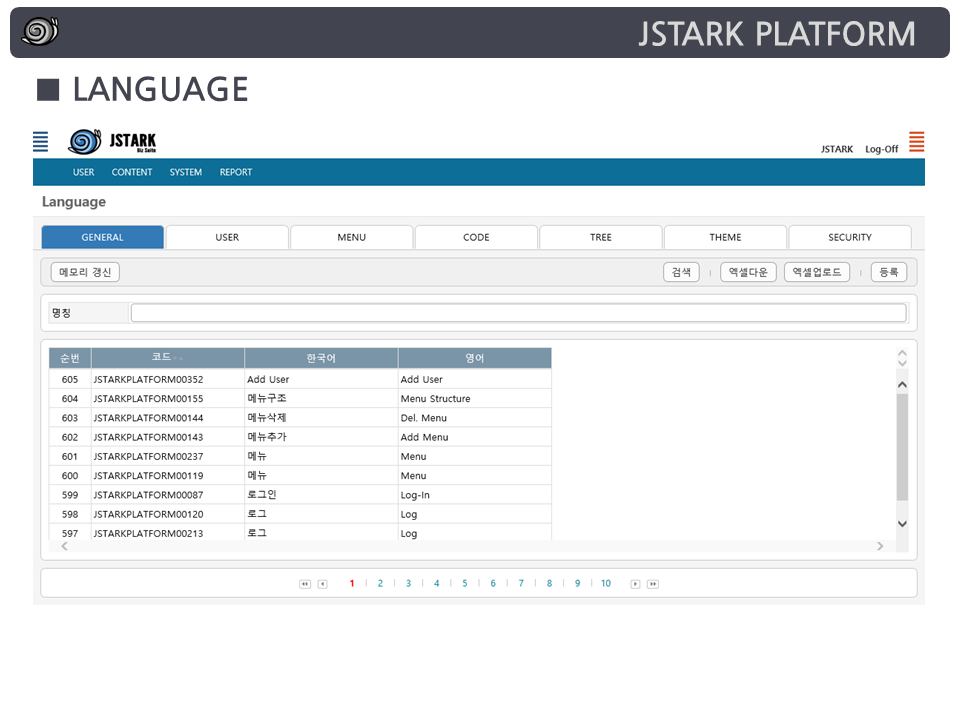 JSTARK PLATFORM
■ LANGUAGE
JSTARK
Biz Suite
JSTARK Log-Off
USER CONTENT SYSTEM REPORT
Language
GENERAL USER MENU CODE TREE THEME SECURITY
메모리 갱신 검색 엑셀다운 엑셀업로드 등록
명칭
순번 코드 한국어 영어
605 JSTARKPLATFORM00352 Add User Add User
604 JSTARKPLATFORM00155 메뉴구조 Menu Structure
603 JSTARKPLATFORM00144 메뉴삭제 Del. Menu
602 JSTARKPLATFORM00143 메뉴추가 Add Menu
601 JSTARKPLATFORM00237 메뉴 Menu
600 JSTARKPLATFORM00119 메뉴 Menu
599 JSTARKPLATFORM00087 로그인 Log-In
598 JSTARKPLATFORM00120 로그 Log
597 JSTARKPLATFORM00213 로그 Log
1 2 3 4 5 6 7 8 9 10